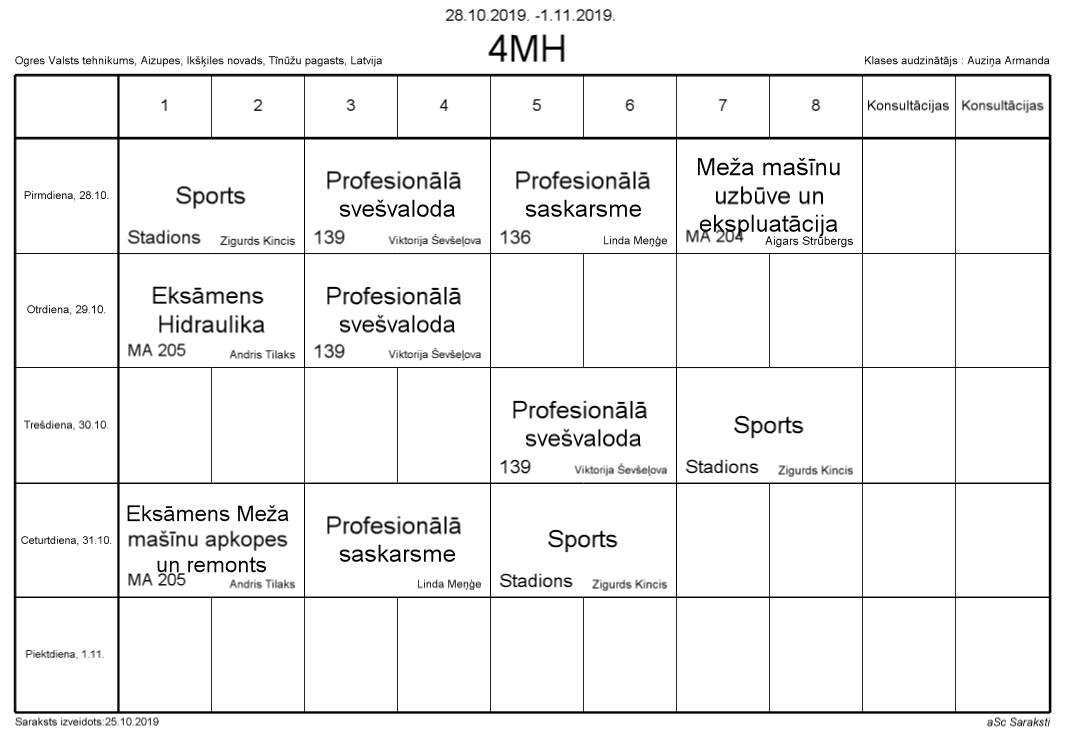 28.10.2019. -1.11.2019.
4MH
Ogres Valsts tehnikums, Aizupes, Ikšķiles novads, Tīnūžu pagasts, Latvija
Klases audzinātājs : Auziņa Armanda
1 2 3 4 5 6 7 8 Konsultācijas Konsultācijas
Pirmdiena, 28.10.
Sports
Stadions Zigurds Kincis
Profesionālā
svešvaloda
139 Viktorija Ševšeļova
Profesionālā
saskarsme
136 Linda Meņģe
Meža mašīnu
uzbūve un
ekspluatācija
MA 204 Aigars Strūbergs
Otrdiena, 29.10.
Eksāmens
Hidraulika
MA 205 Andris Tilaks
Profesionālā
svešvaloda
139 Viktorija Ševšeļova
Trešdiena, 30.10.
Profesionālā
svešvaloda
139 Viktorija Ševšeļova
Sports
Stadions Zigurds Kincis
Ceturtdiena, 31.10.
Eksāmens Meža
mašīnu apkopes
un remonts
MA 205 Andris Tilaks
Profesionālā
saskarsme
Linda Meņģe
Sports
Stadions Zigurds Kincis
Piektdiena, 1.11.
Saraksts izveidots:25.10.2019
aSc Saraksti